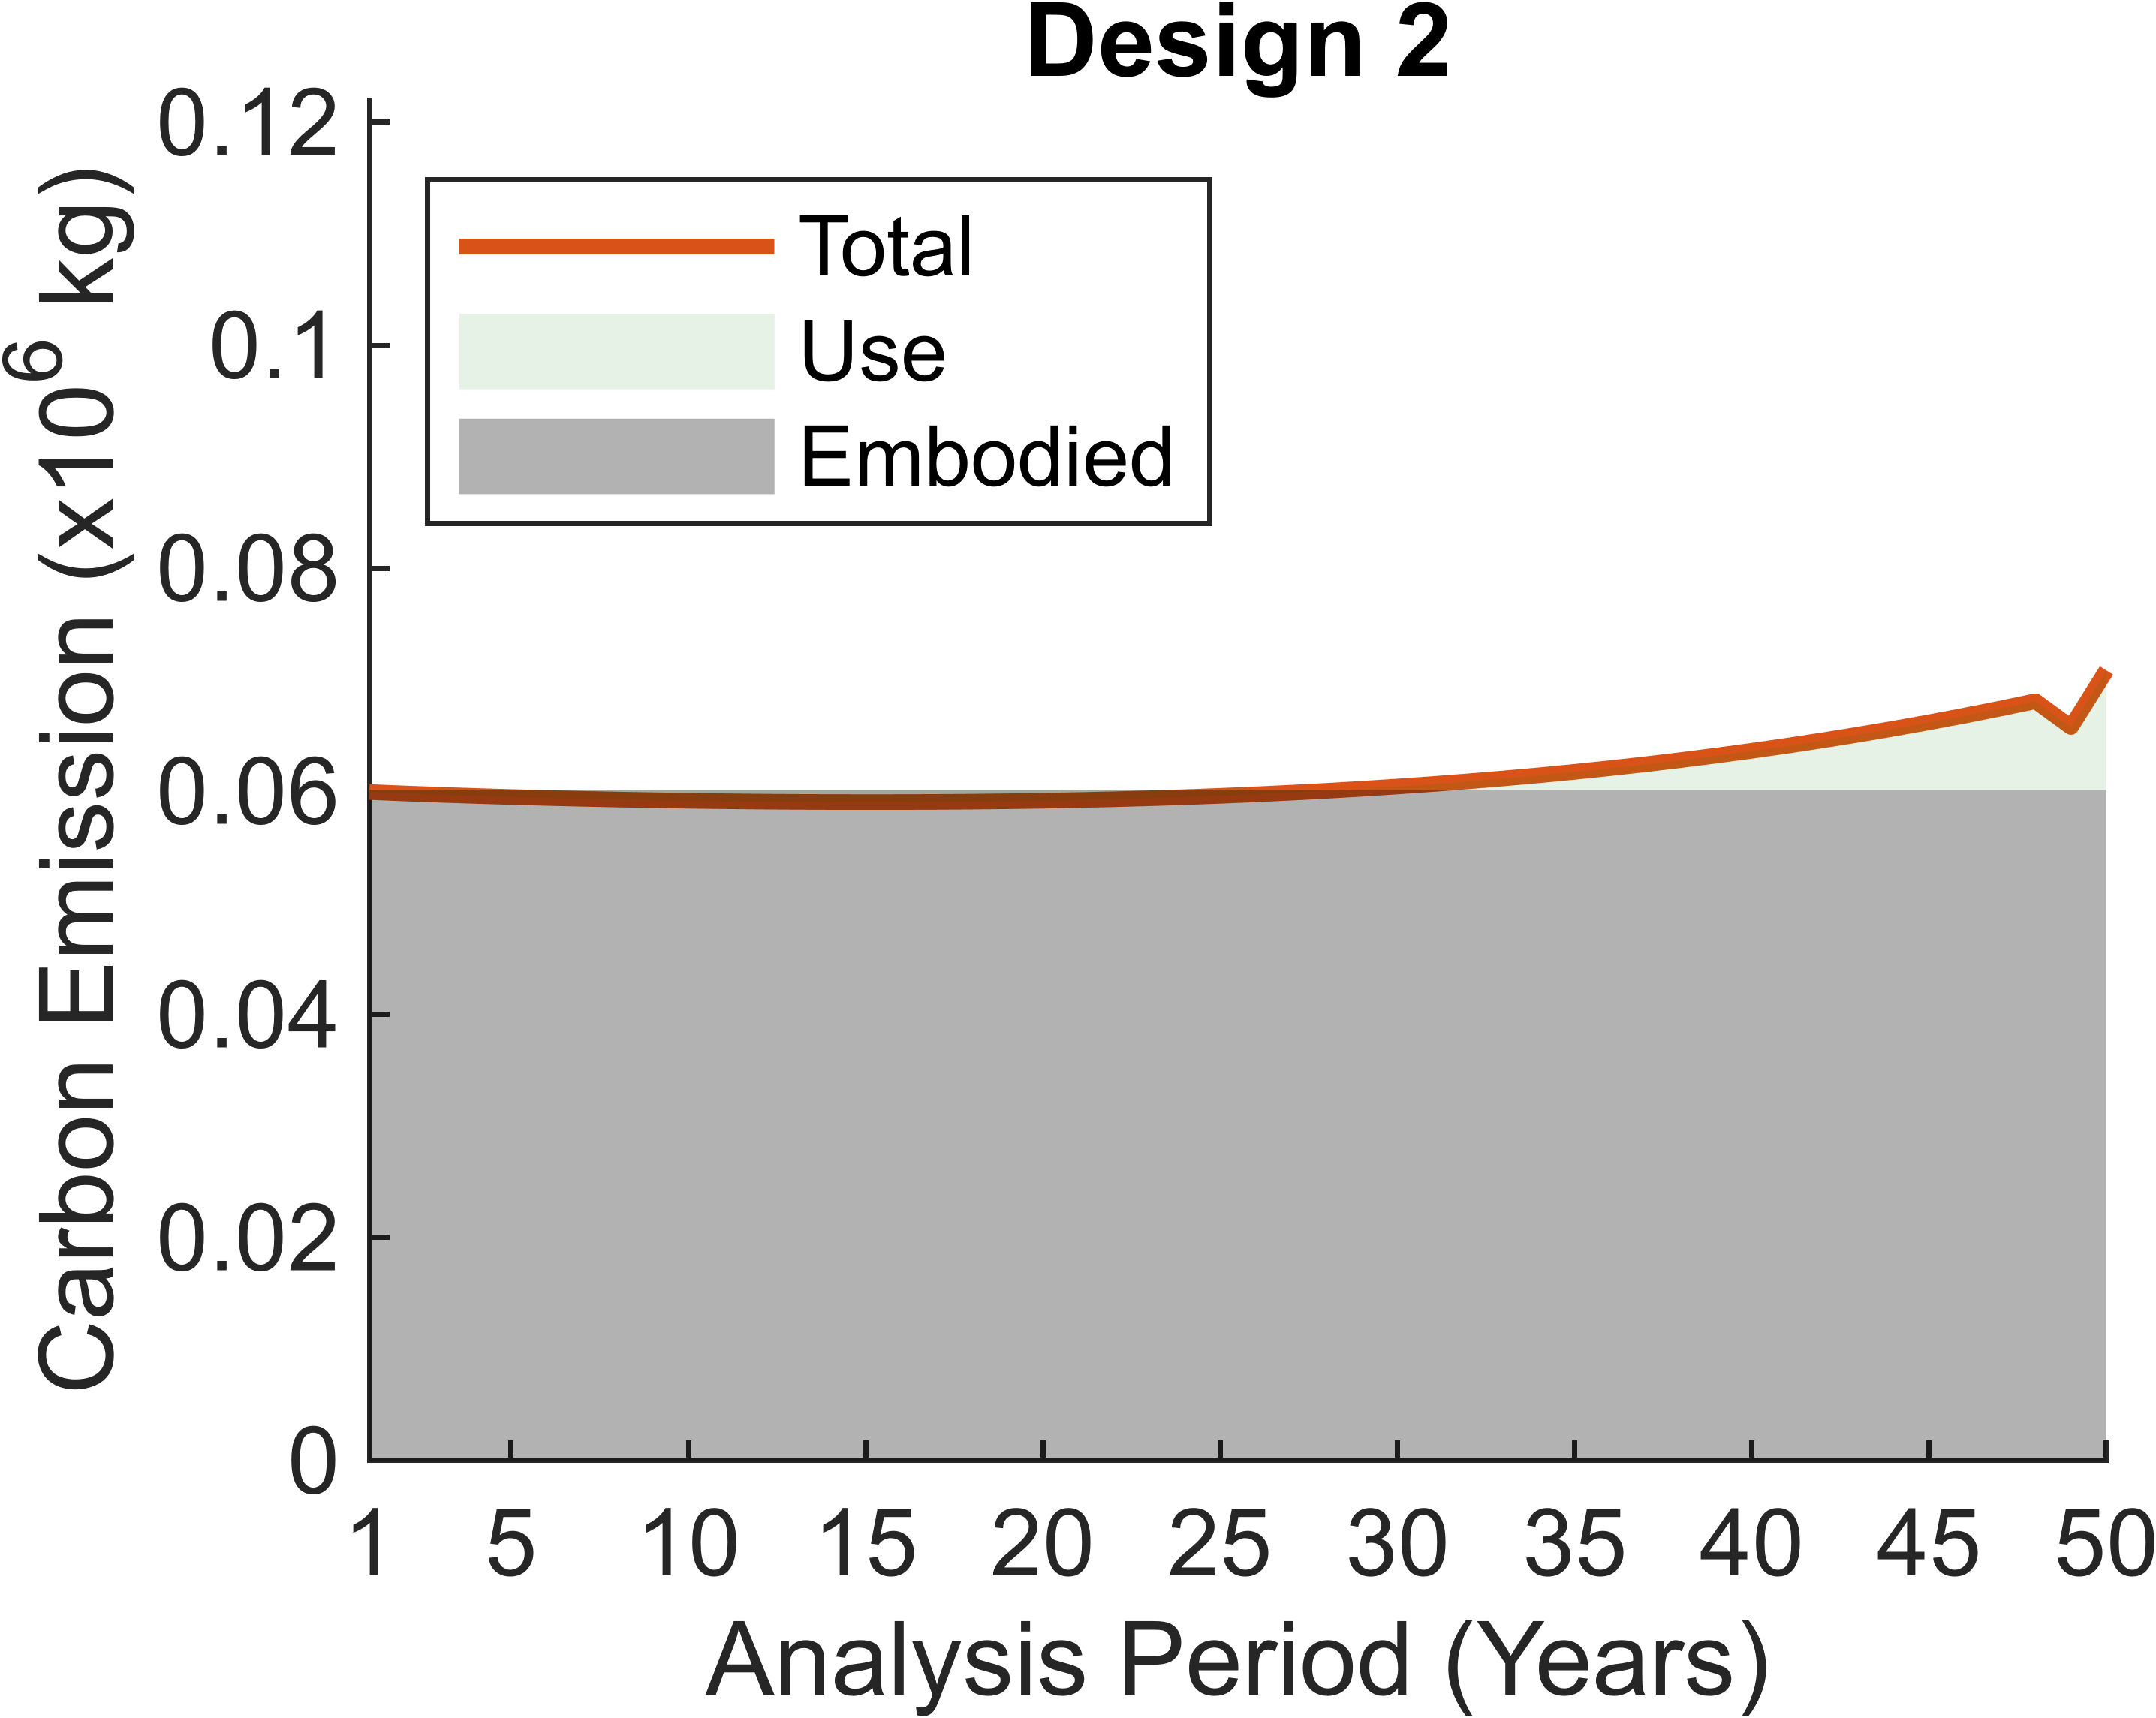 Design 2
Carbon Emission (x10⁶ kg)
0.12
0.1
0.08
0.06
0.04
0.02
0
Total
Use
Embodied
1 5 10 15 20 25 30 35 40 45 50
Analysis Period (Years)